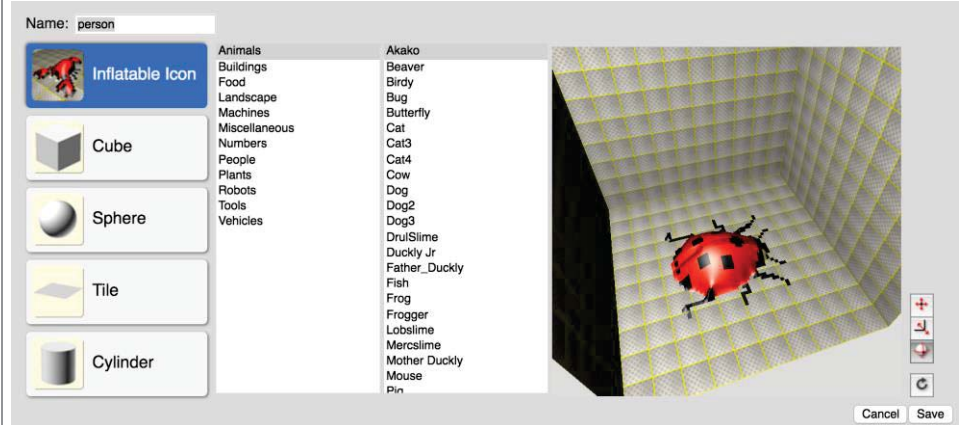 Name: person
Inflatable Icon
Cube
Sphere
Tile
Cylinder
Animals
Buildings
Food
Landscape
Machines
Miscellaneous
Numbers
People
Plants
Robots
Tools
Vehicles
Akako
Beaver
Birdy
Bug
Butterfly
Cat
Cat3
Cat4
Cow
Dog
Dog2
Dog3
DrulSlime
Duckly Jr
Father_Duckly
Fish
Frog
Frogger
Lobslime
Mercslime
Mother Duckly
Mouse
Pig
Cancel Save